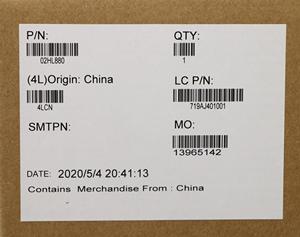 P/N:
02HL880
QTY:
1
(4L)Origin: China
4LCN
LC P/N:
719AJ401001
SMTPN:
MO:
13965142
DATE: 2020/5/4 20:41:13
Contains Merchandise From : China